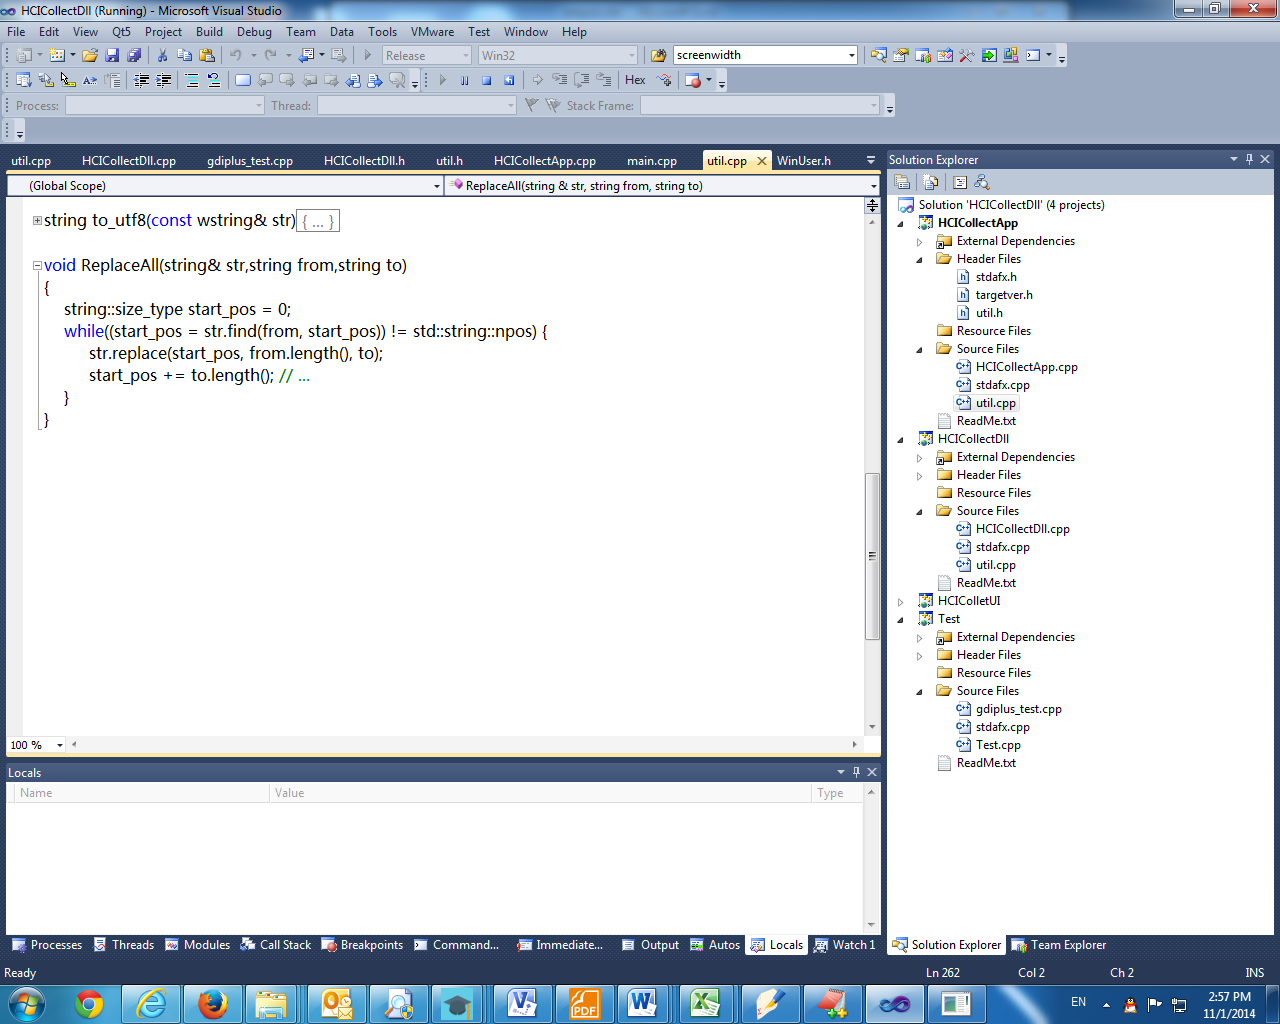 HCICollectDll (Running) - Microsoft Visual Studio
File Edit View Qt5 Project Build Debug Team Data Tools VMware Test Window Help
Release Win32 screenwidth
Hex
Process: Thread: Stack Frame:
util.cpp HCICollectDll.cpp gdiplus_test.cpp HCICollectDll.h util.h HCICollectApp.cpp main.cpp util.cpp WinUser.h
(Global Scope) ReplaceAll(string & str, string from, string to)
string to_utf8(const wstring& str){ ... }
void ReplaceAll(string& str,string from,string to)
{
string::size_type start_pos = 0;
while((start_pos = str.find(from, start_pos)) != std::string::npos) {
str.replace(start_pos, from.length(), to);
start_pos += to.length(); // ...
}
}
100 %
Locals
Name Value Type
Processes Threads Modules Call Stack Breakpoints Command... Immediate... Output Autos Locals Watch 1
Solution Explorer
Solution 'HCICollectDll' (4 projects)
HCICollectApp
External Dependencies
Header Files
stdafx.h
targetver.h
util.h
Resource Files
Source Files
HCICollectApp.cpp
stdafx.cpp
util.cpp
ReadMe.txt
HCICollectDll
External Dependencies
Header Files
Resource Files
Source Files
HCICollectDll.cpp
stdafx.cpp
util.cpp
ReadMe.txt
HCIColletUI
Test
External Dependencies
Header Files
Resource Files
Source Files
gdiplus_test.cpp
stdafx.cpp
Test.cpp
ReadMe.txt
Solution Explorer Team Explorer
Ready Ln 262 Col 2 Ch 2 INS
EN 2:57 PM
11/1/2014
PDF